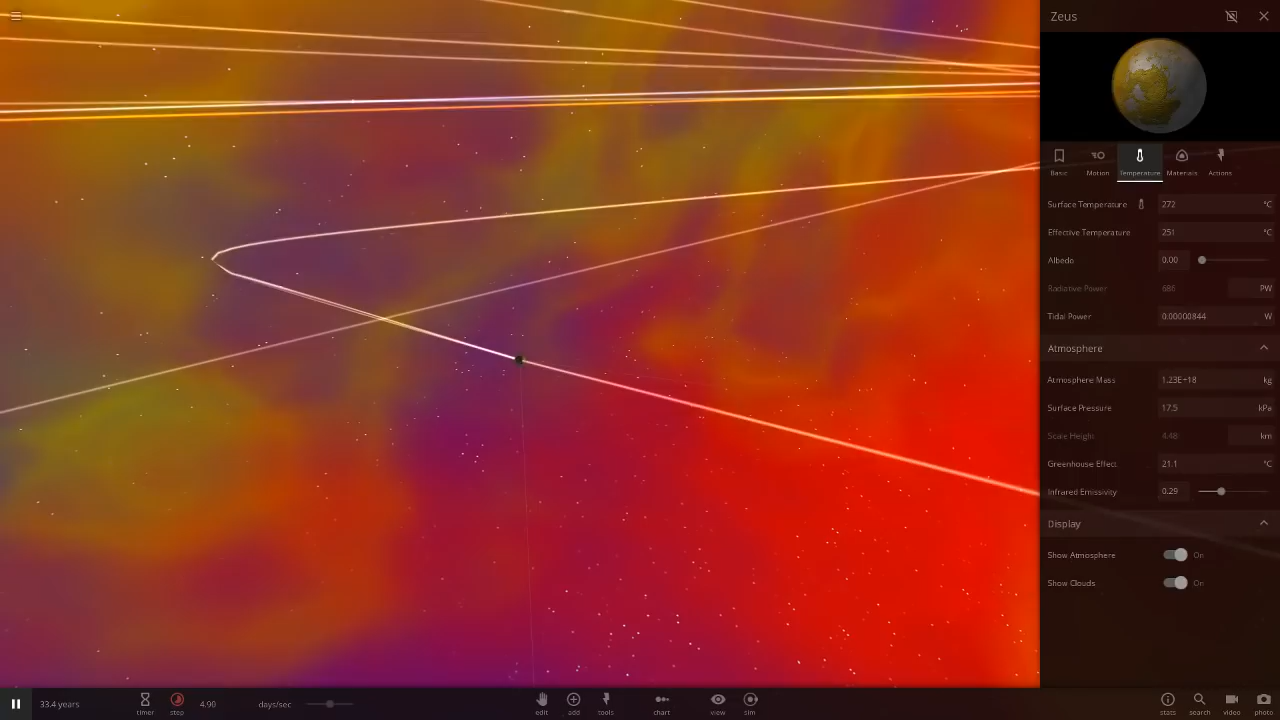 Zeus
Basic Motion Temperature Materials Actions
Surface Temperature 272 °C
Effective Temperature 251 °C
Albedo 0.00
Radiative Power 686 PW
Tidal Power 0.00000844 W
Atmosphere
Atmosphere Mass 1.23E+18 kg
Surface Pressure 17.5 kPa
Scale Height 4.48 km
Greenhouse Effect 21.1 °C
Infrared Emissivity 0.29
Display
Show Atmosphere On
Show Clouds On
33.4 years timer step 4.90 days/sec edit add tools chart view sim stats search video photo